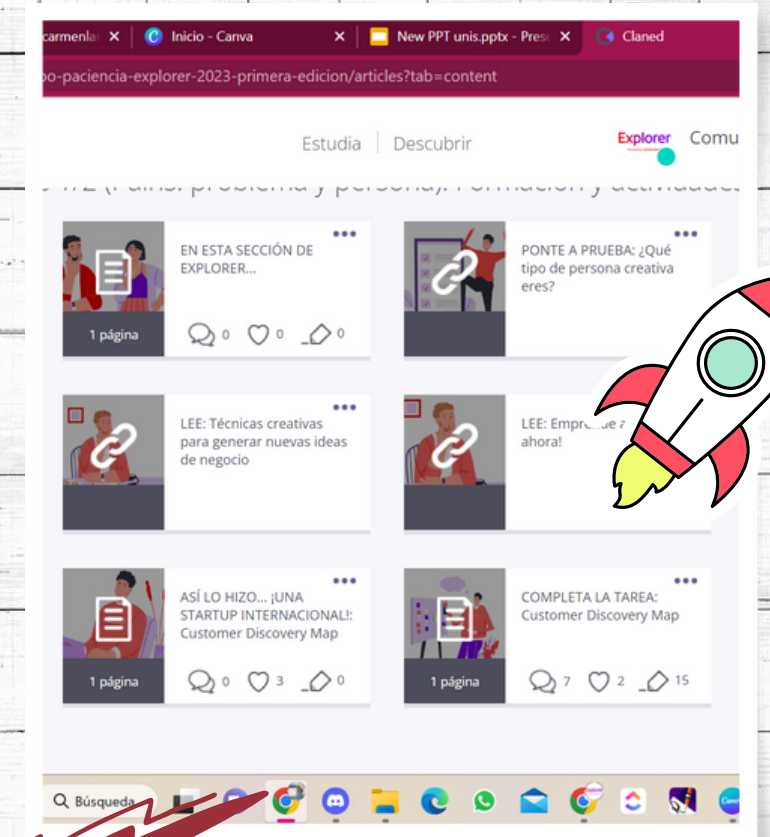 carmenla
Inicio - Canva
New PPT unis.pptx - Pres
Claned
po-paciencia-explorer-2023-primera-edicion/articles?tab=content
Estudia
Descubrir
Explorer
Comu
EN ESTA SECCIÓN DE
EXPLORER...
1 página
0
0
0
PONTE A PRUEBA: ¿Qué
tipo de persona creativa
eres?
LEE: Técnicas creativas
para generar nuevas ideas
de negocio
LEE:
ahora!
ASÍ LO HIZO... ¡UNA
STARTUP INTERNACIONAL!:
Customer Discovery Map
1 página
0
3
0
COMPLETA LA TAREA:
Customer Discovery Map
1 página
7
2
15
Búsqueda